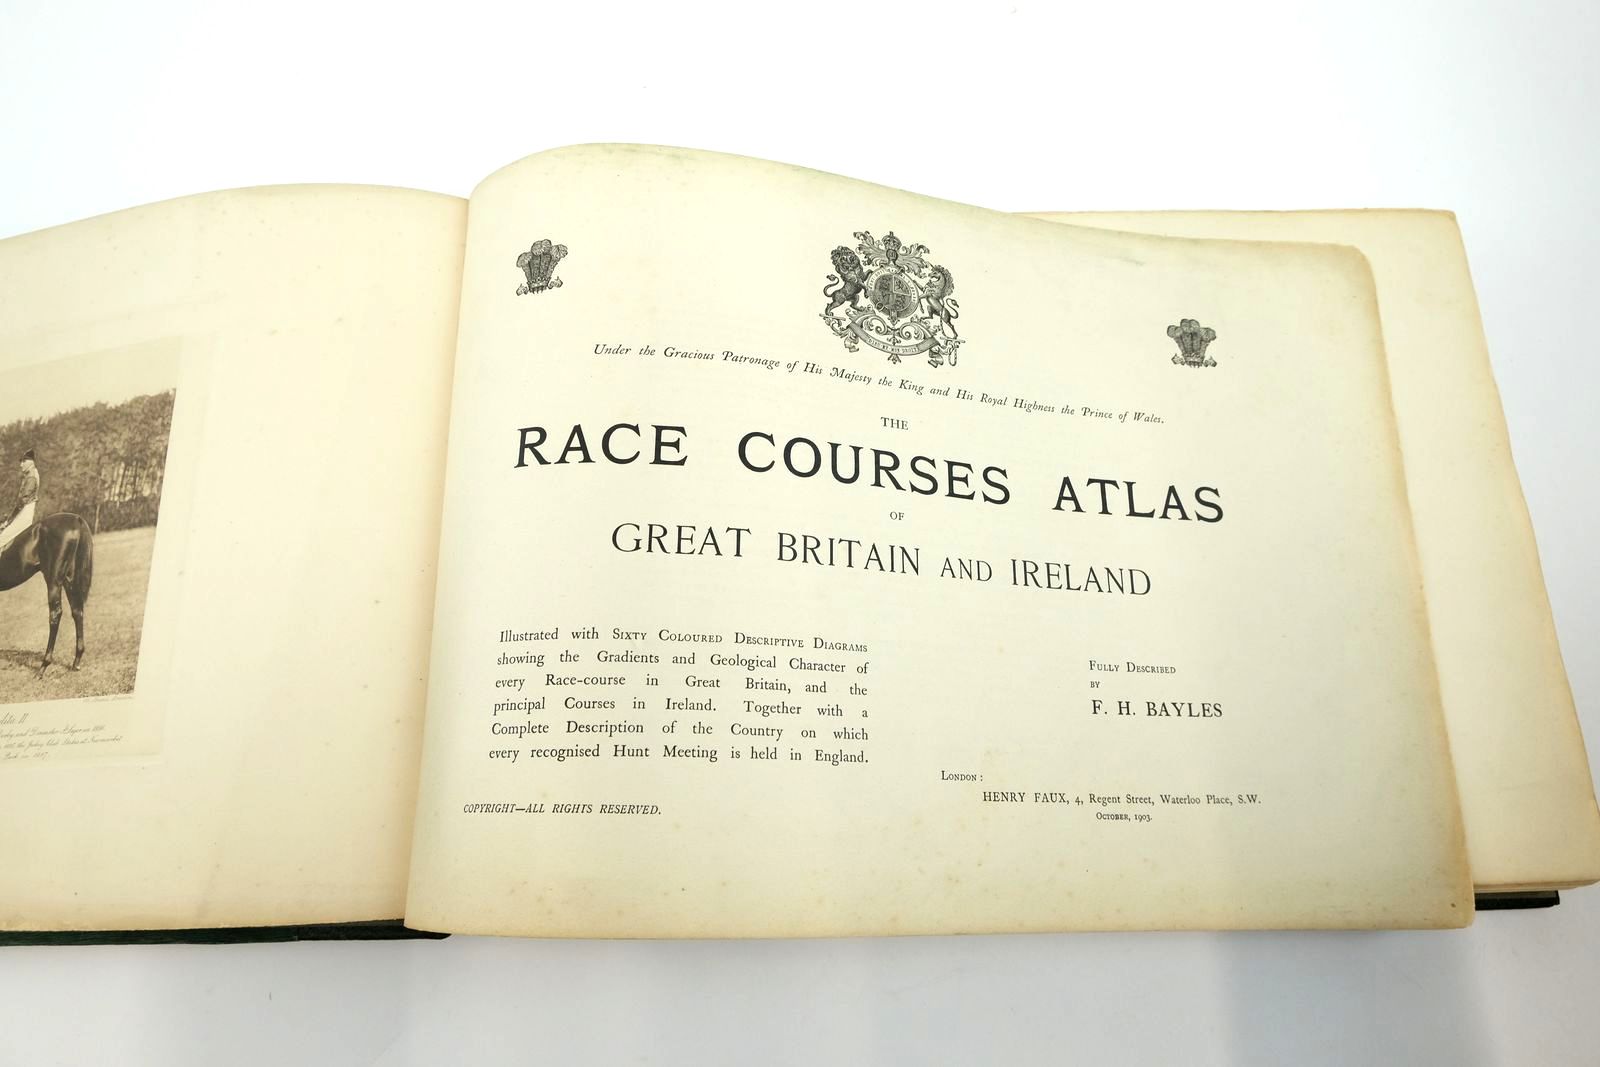 DIEU ET MON DROIT
Under the Gracious Patronage of His Majesty the King and His Royal Highness the Prince of Wales.
THE
RACE COURSES ATLAS
OF
GREAT BRITAIN AND IRELAND
Illustrated with SIXTY COLOURED DESCRIPTIVE DIAGRAMS
showing the Gradients and Geological Character of
every Race-course in Great Britain, and the
principal Courses in Ireland. Together with a
Complete Description of the Country on which
every recognised Hunt Meeting is held in England.
COPYRIGHT—ALL RIGHTS RESERVED.
FULLY DESCRIBED
BY
F. H. BAYLES
LONDON:
HENRY FAUX, 4, Regent Street, Waterloo Place, S.W.
OCTOBER, 1903.